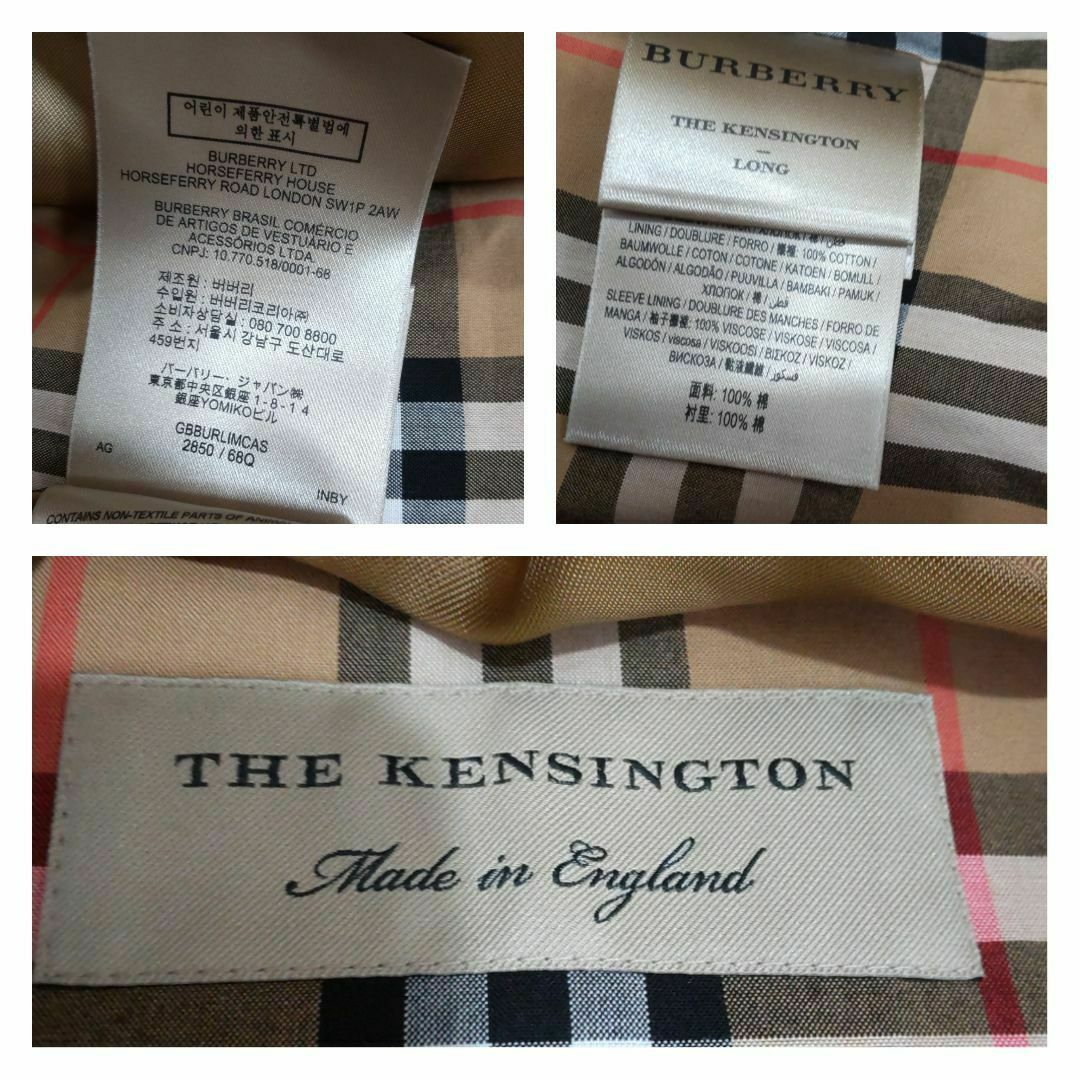 어린이 제품안전특별법에
의한 표시
BURBERRY LTD
HORSEFERRY HOUSE
HORSEFERRY ROAD LONDON SW1P 2AW
BURBERRY BRASIL COMÉRCIO
DE ARTIGOS DE VESTUÁRIO E
ACESSÓRIOS LTDA.
CNPJ: 10.770.518/0001-68
제조원 : 버버리
수입원 : 버버리코리아㈜
소비자상담실 : 080 700 8800
주 소 : 서울시 강남구 도산대로
459번지
バーバリー・ジャパン㈱
東京都中央区銀座1-8-14
銀座YOMIKOビル
GBBURLIMCAS
2850 / 68Q
AG
INBY
CONTAINS NON-TEXTILE PARTS OF
BURBERRY
THE KENSINGTON
–
LONG
LINING / DOUBLURE / FORRO / 腰裡: 100% COTTON /
BAUMWOLLE / COTON / COTONE / KATOEN / BOMULL /
ALGODÓN / ALGODÃO / PUUVILLA / BAMBAKI / PAMUK /
ХЛОПОК / 棉 / قطن
SLEEVE LINING / DOUBLURE DES MANCHES / FORRO DE
MANGA / 袖子腰裡: 100% VISCOSE / VISKOSE / VISCOSA /
VISKOS / viscosa / VISKOOSI / ΒΙΣΚΟΖ / VISKOZ /
ВИСКОЗА / 黏液纖維 / فسكوز
面料: 100% 棉
衬里: 100% 棉
THE KENSINGTON
Made in England